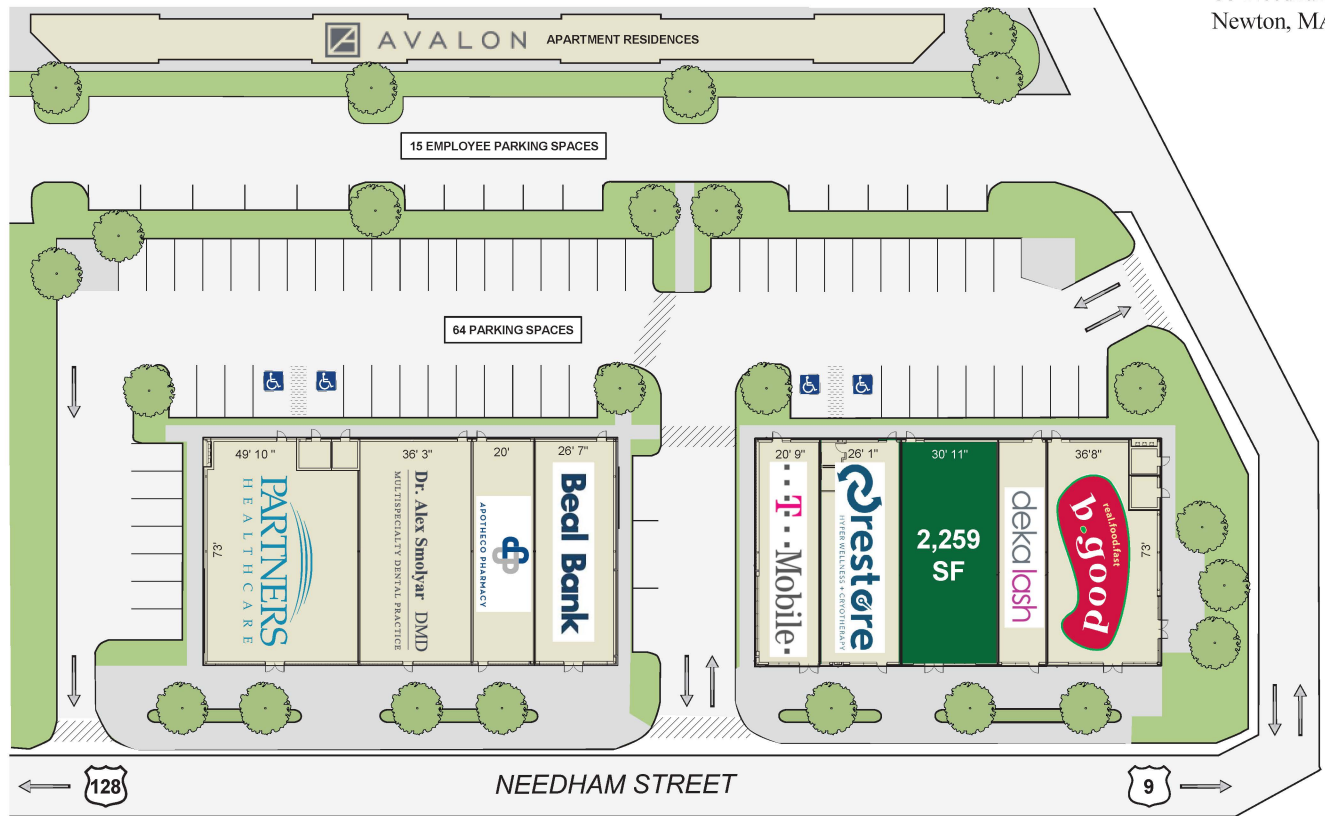 Newton, MA
AVALON APARTMENT RESIDENCES
15 EMPLOYEE PARKING SPACES
64 PARKING SPACES
49' 10"
36' 3"
20'
26' 7"
20' 9"
26' 1"
30' 11"
36'8"
73'
PARTNERS
HEALTHCARE
Dr. Alex Smolyar DMD
MULTISPECIALTY DENTAL PRACTICE
APOTHECO PHARMACY
Beal Bank
T Mobile
restore
HYPER WELLNESS + CRYOTHERAPY
2,259
SF
dekalash
real.food.fast
b.good
73'
128
NEEDHAM STREET
9